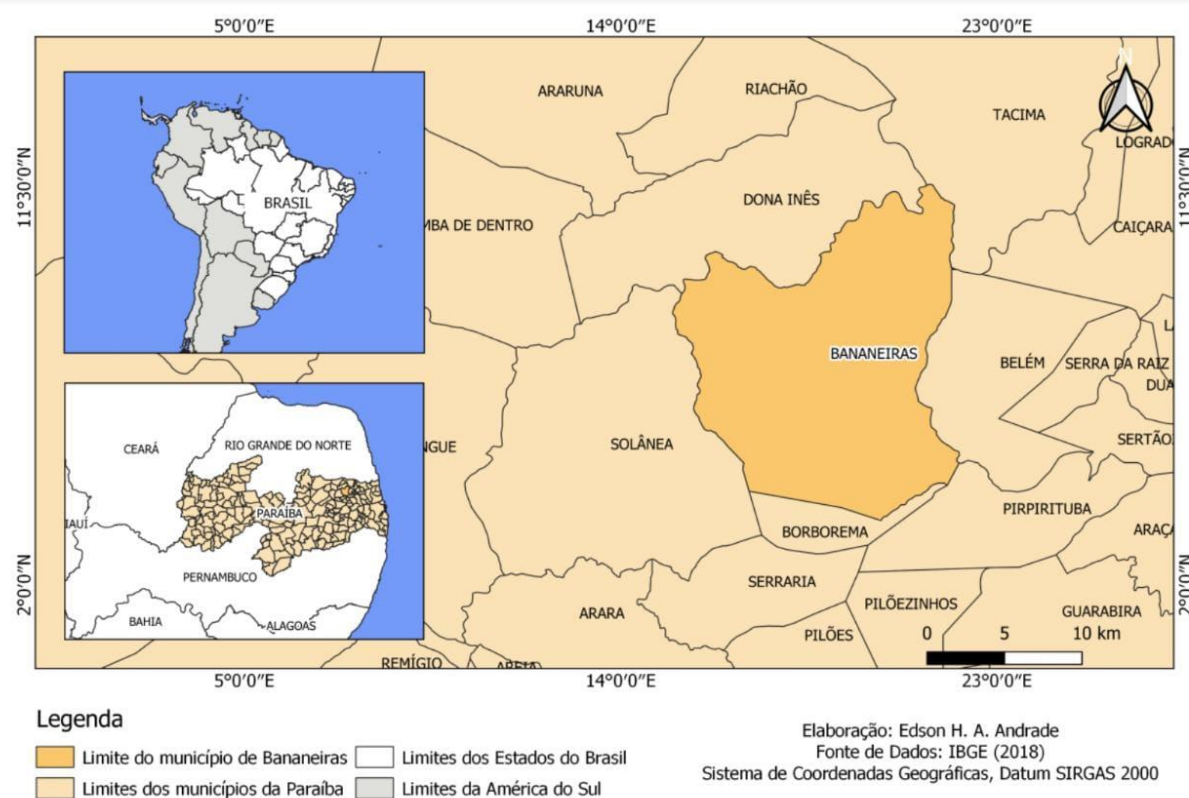 5°0′0″E 14°0′0″E 23°0′0″E
11°30′0″N
11°30′0″N
N
ARARUNA
RIACHÃO
TACIMA
LOGRAD
BRASIL
DONA INÊS
MBA DE DENTRO
CAIÇARA
BANANEIRAS
BELÉM
SERRA DA RAIZ
DUA
CEARÁ
RIO GRANDE DO NORTE
NGUE
SOLÂNEA
SERTÃO
PARAÍBA
IAUÍ
PIRPIRITUBA
BORBOREMA
ARAÇ
PERNAMBUCO
SERRARIA
2°0′0″N
2°0′0″N
BAHIA
ALAGOAS
ARARA
PILÕEZINHOS
GUARABIRA
PILÕES
0 5 10 km
REMÍGIO
AREIA
5°0′0″E 14°0′0″E 23°0′0″E
Legenda
Limite do município de Bananeiras
Limites dos Estados do Brasil
Limites dos municípios da Paraíba
Limites da América do Sul
Elaboração: Edson H. A. Andrade
Fonte de Dados: IBGE (2018)
Sistema de Coordenadas Geográficas, Datum SIRGAS 2000